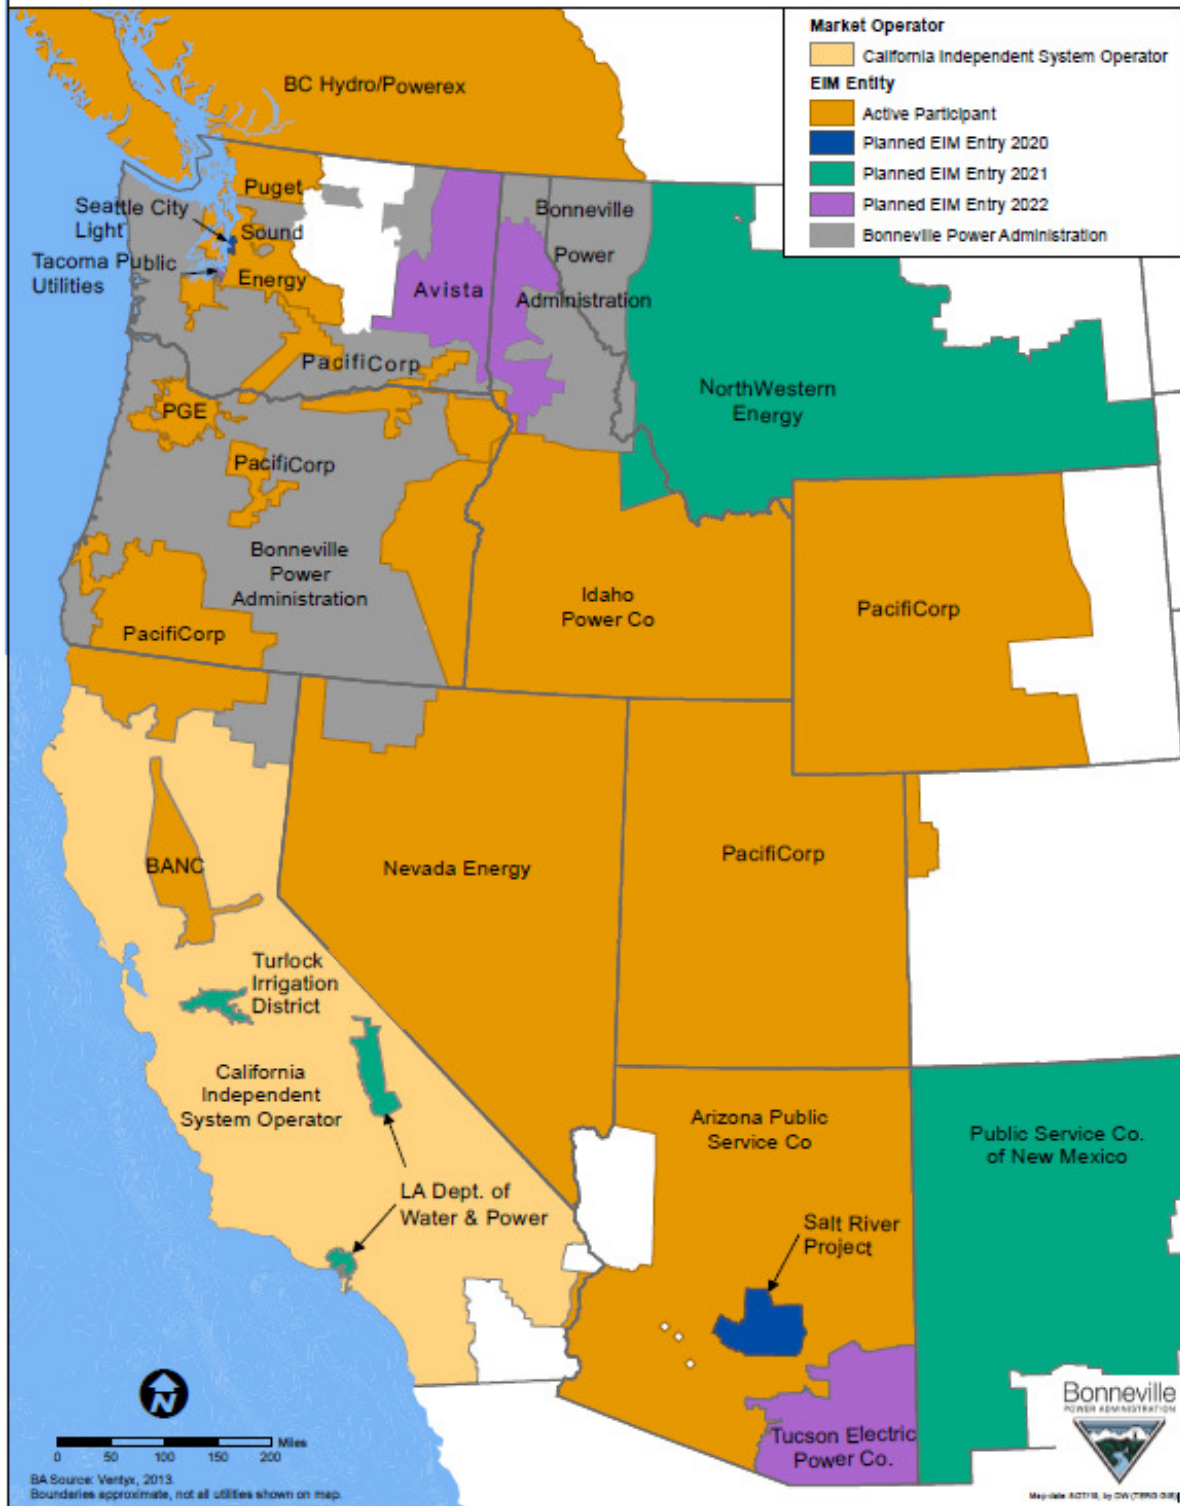 Market Operator
California Independent System Operator
EIM Entity
Active Participant
Planned EIM Entry 2020
Planned EIM Entry 2021
Planned EIM Entry 2022
Bonneville Power Administration
BC Hydro/Powerex
Puget
Sound
Energy
Seattle City
Light
Tacoma Public
Utilities
Avista
Bonneville
Power
Administration
PacifiCorp
NorthWestern
Energy
PGE
PacifiCorp
Bonneville
Power
Administration
PacifiCorp
Idaho
Power Co
PacifiCorp
BANC
Nevada Energy
PacifiCorp
Turlock
Irrigation
District
California
Independent
System Operator
Arizona Public
Service Co
Public Service Co.
of New Mexico
LA Dept. of
Water & Power
Salt River
Project
Tucson Electric
Power Co.
N
0 50 100 150 200 Miles
BA Source: Ventyx, 2013.
Boundaries approximate, not all utilities shown on map.
Bonneville
POWER ADMINISTRATION